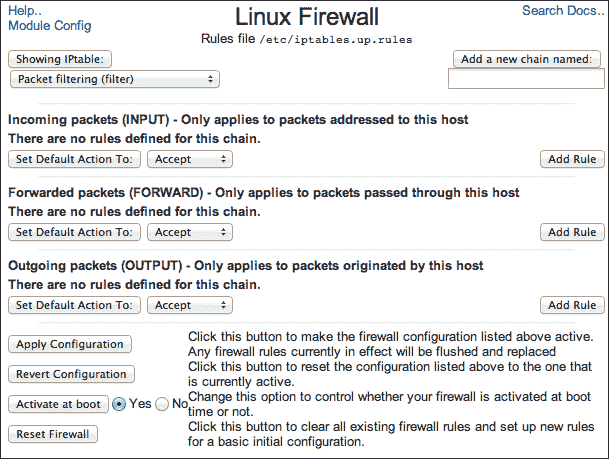 Help..
Linux Firewall
Search Docs..
Module Config
Rules file /etc/iptables.up.rules
Showing IPtable:
Add a new chain named:
Packet filtering (filter)
Incoming packets (INPUT) - Only applies to packets addressed to this host
There are no rules defined for this chain.
Set Default Action To: Accept Add Rule
Forwarded packets (FORWARD) - Only applies to packets passed through this host
There are no rules defined for this chain.
Set Default Action To: Accept Add Rule
Outgoing packets (OUTPUT) - Only applies to packets originated by this host
There are no rules defined for this chain.
Set Default Action To: Accept Add Rule
Apply Configuration
Click this button to make the firewall configuration listed above active.
Any firewall rules currently in effect will be flushed and replaced
Revert Configuration
Click this button to reset the configuration listed above to the one that
is currently active.
Activate at boot Yes No
Change this option to control whether your firewall is activated at boot
time or not.
Reset Firewall
Click this button to clear all existing firewall rules and set up new rules
for a basic initial configuration.